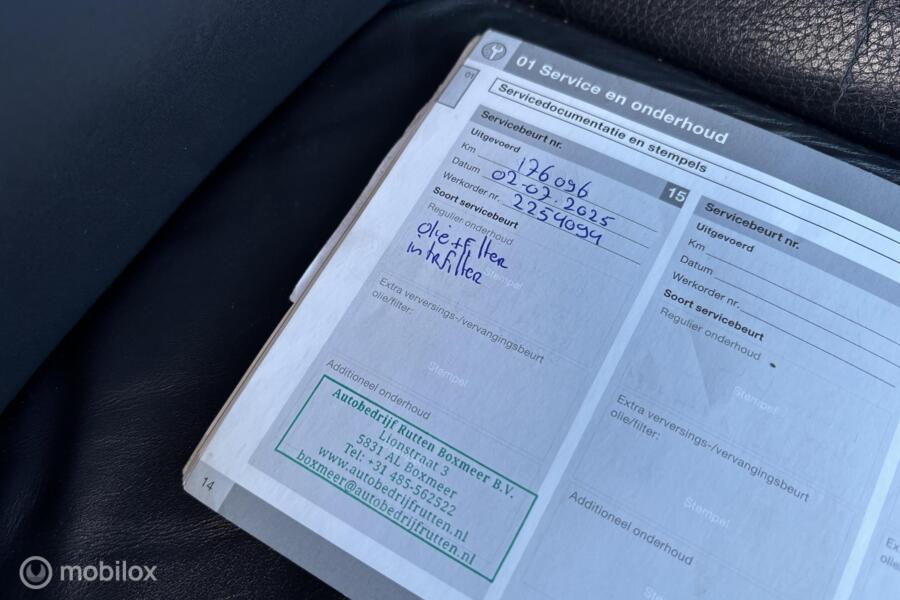 01 Service en onderhoud
01
Servicedocumentatie en stempels
Servicebeurt nr.
Uitgevoerd
Km 176096
Datum 02-07-2025
Werkorder nr. 2254094
Soort servicebeurt
Regulier onderhoud
Olie + Filter
Stempel
Extra verversings-/vervangingsbeurt
olie/filter:
Stempel
Additioneel onderhoud
Autobedrijf Rutten Boxmeer B.V.
Lionstraat 3
5831 AL Boxmeer
Tel: +31 485-562522
www.autobedrijfrutten.nl
boxmeer@autobedrijfrutten.nl
14
15
Servicebeurt nr.
Uitgevoerd
Km
Datum
Werkorder nr.
Soort servicebeurt
Regulier onderhoud
Stempel
Extra verversings-/vervangingsbeurt
olie/filter:
Stempel
Additioneel onderhoud
mobilox